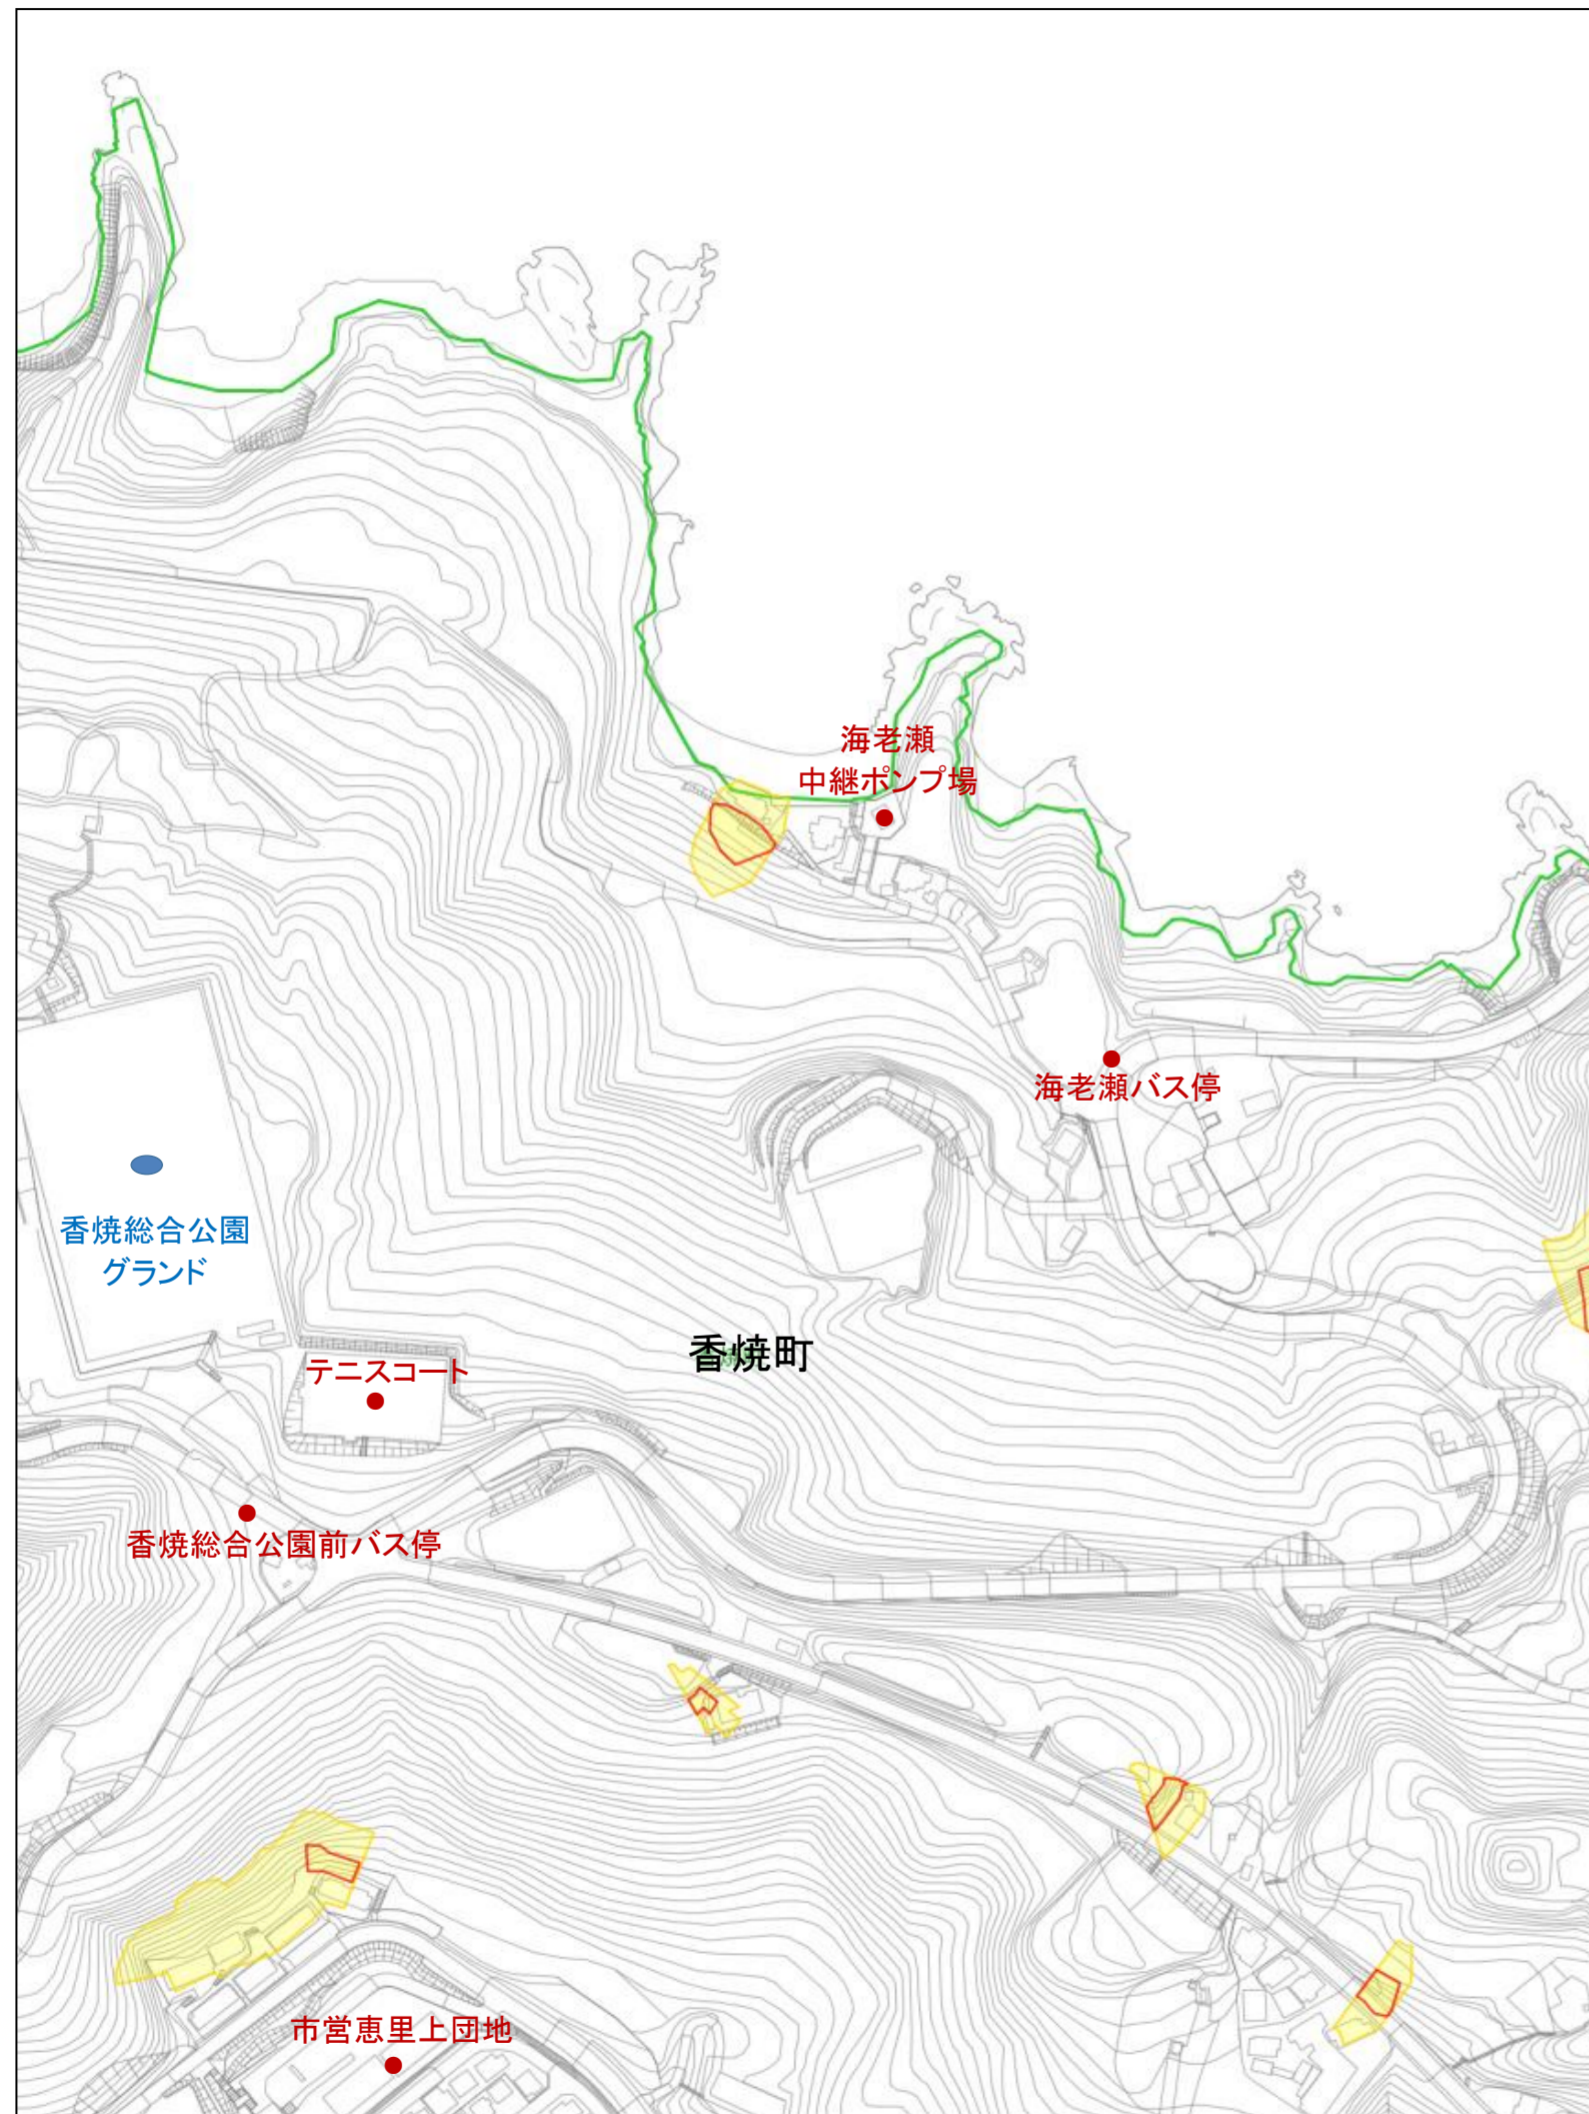 海老瀬
中継ポンプ場
海老瀬バス停
香焼総合公園
グランド
香焼町
テニスコート
香焼総合公園前バス停
市営恵里上団地